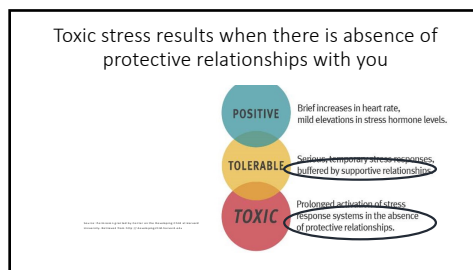 Toxic stress results when there is absence of
protective relationships with you
POSITIVE
Brief increases in heart rate,
mild elevations in stress hormone levels.
TOLERABLE
Serious, temporary stress responses,
buffered by supportive relationships.
TOXIC
Prolonged activation of stress
response systems in the absence
of protective relationships.